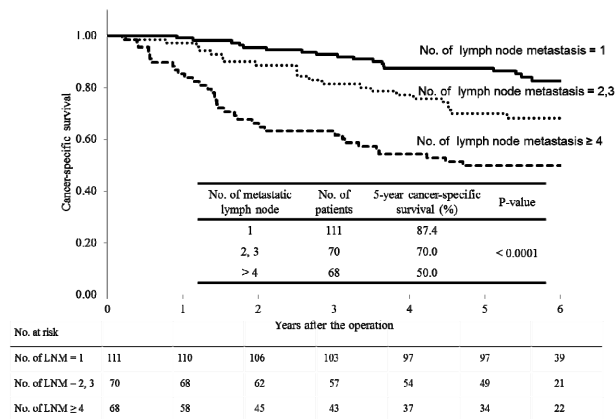 1.00
0.80
0.60
0.40
0.20
0.00
Cancer-specific survival
No. of lymph node metastasis = 1
No. of lymph node metastasis = 2,3
No. of lymph node metastasis ≥ 4
No. of metastatic lymph node No. of patients 5-year cancer-specific survival (%) P-value
1 111 87.4
2, 3 70 70.0 < 0.0001
> 4 68 50.0
0 1 2 3 4 5 6
Years after the operation
No. at risk
No. of LNM = 1 111 110 106 103 97 97 39
No. of LNM – 2, 3 70 68 62 57 54 49 21
No. of LNM ≥ 4 68 58 45 43 37 34 22